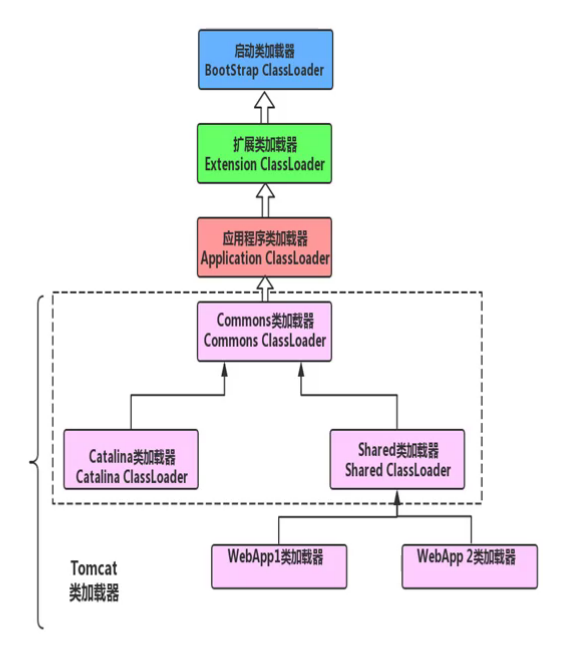 启动类加载器
BootStrap ClassLoader
扩展类加载器
Extension ClassLoader
应用程序类加载器
Application ClassLoader
Commons类加载器
Commons ClassLoader
Catalina类加载器
Catalina ClassLoader
Shared类加载器
Shared ClassLoader
WebApp1类加载器
WebApp 2类加载器
Tomcat
类加载器